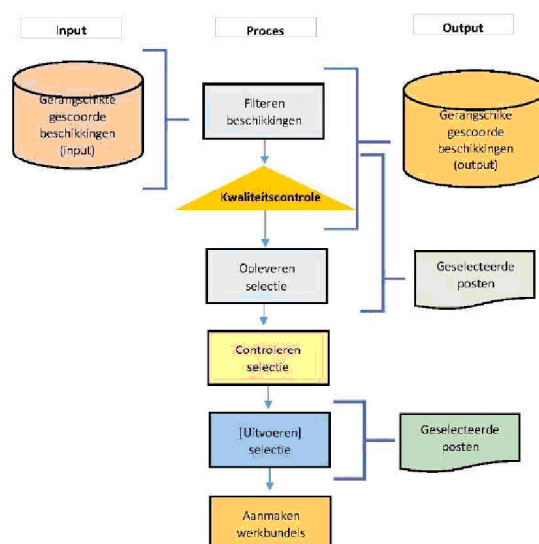 Input
Proces
Output
Gerangschikte
gescoorde
beschikkingen
(input)
Filteren
beschikkingen
Gerangschike
gescoorde
beschikkingen
(output)
Kwaliteitscontrole
Opleveren
selectie
Geselecteerde
posten
Controleren
selectie
[Uitvoeren]
selectie
Geselecteerde
posten
Aanmaken
werkbundels